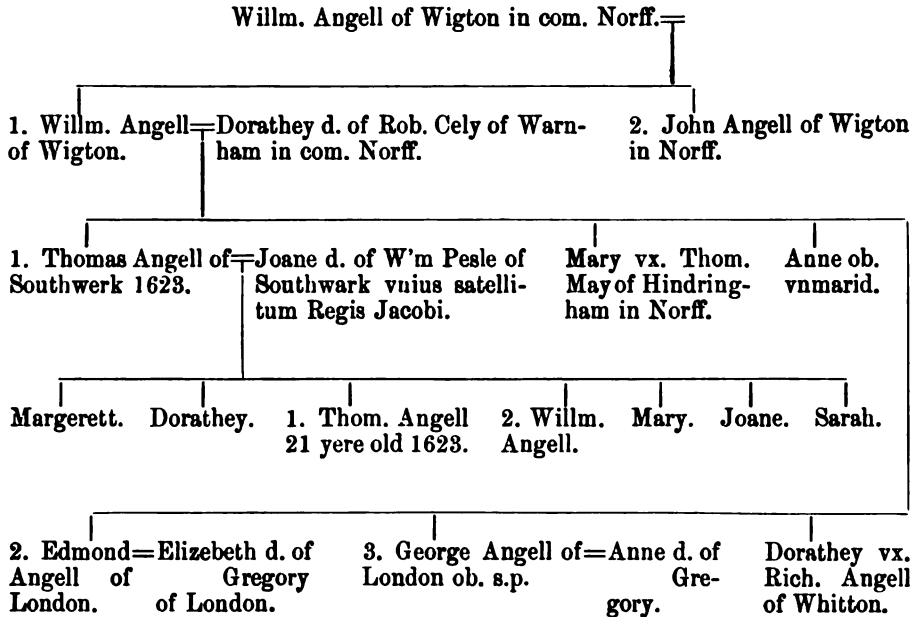 Willm. Angell of Wigton in com. Norff.=
1. Willm. Angell=Dorathey d. of Rob. Cely of Warn- 2. John Angell of Wigton
of Wigton. ham in com. Norff. in Norff.
1. Thomas Angell of=Joane d. of W'm Pesle of Mary vx. Thom. Anne ob.
Southwerk 1623. Southwark vnius satelli- May of Hindring- vnmarid.
tum Regis Jacobi. ham in Norff.
Margerett. Dorathey. 1. Thom. Angell 2. Willm. Mary. Joane. Sarah.
21 yere old 1623. Angell.
2. Edmond=Elizebeth d. of 3. George Angell of=Anne d. of Dorathey vx.
Angell of Gregory London ob. s.p. Gre- Rich. Angell
London. of London. gory. of Whitton.